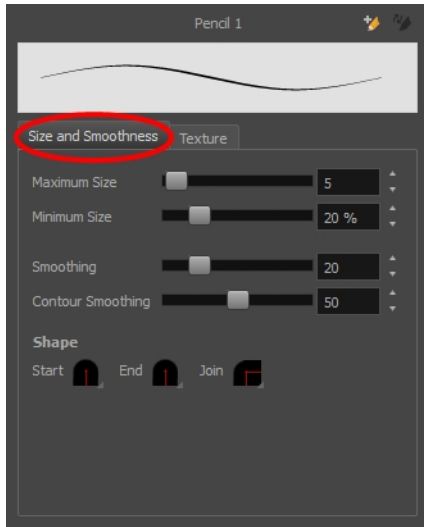 Pencil 1
Size and Smoothness Texture
Maximum Size 5
Minimum Size 20 %
Smoothing 20
Contour Smoothing 50
Shape
Start End Join